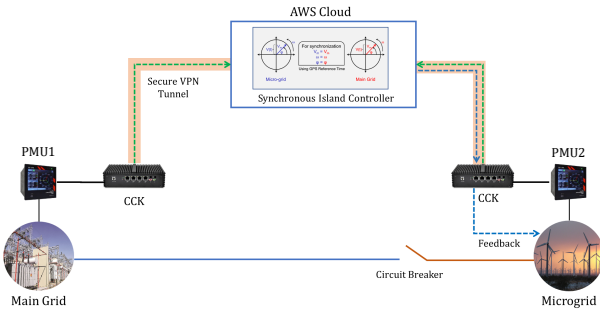 AWS Cloud
For synchronization
Using GPS Reference Time
Micro-grid
Main Grid
Synchronous Island Controller
Secure VPN
Tunnel
PMU1
PMU2
CCK
CCK
Feedback
Circuit Breaker
Main Grid
Microgrid